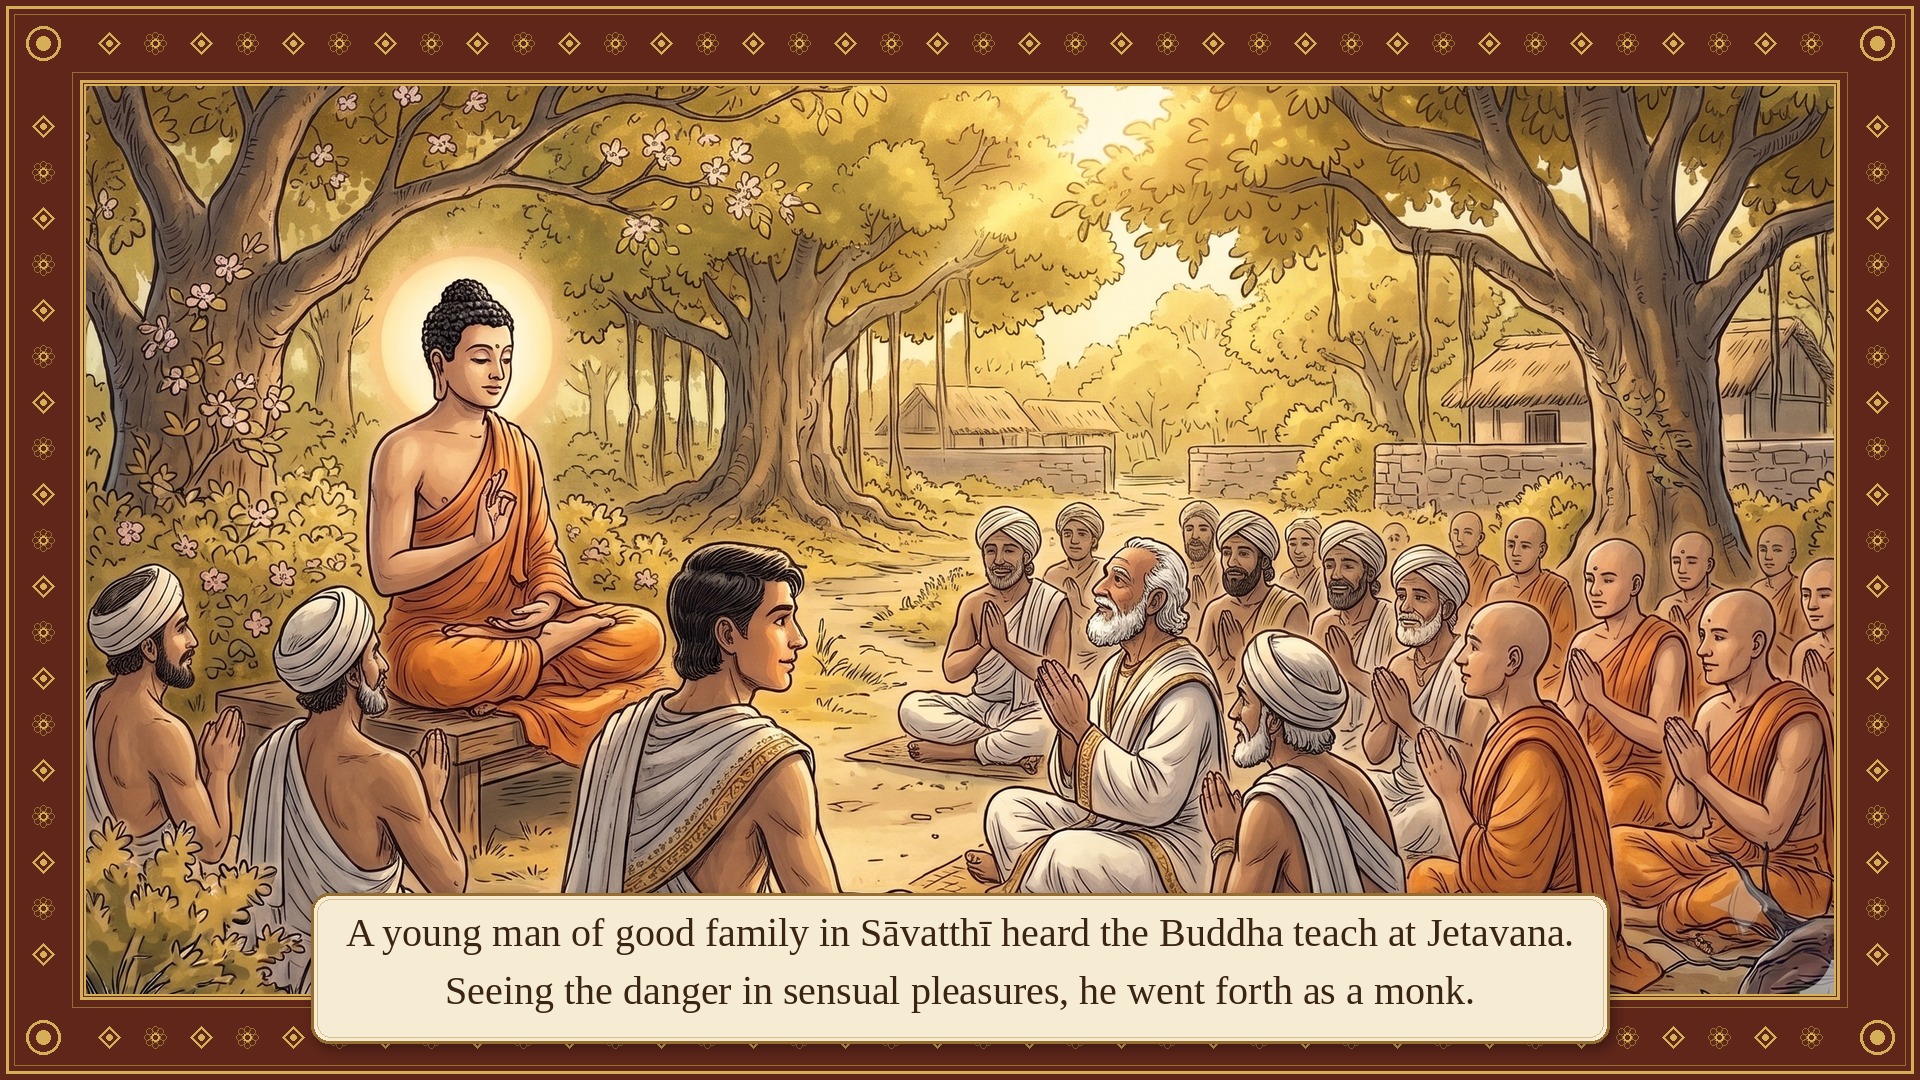 A young man of good family in Sāvatthī heard the Buddha teach at Jetavana.
Seeing the danger in sensual pleasures, he went forth as a monk.